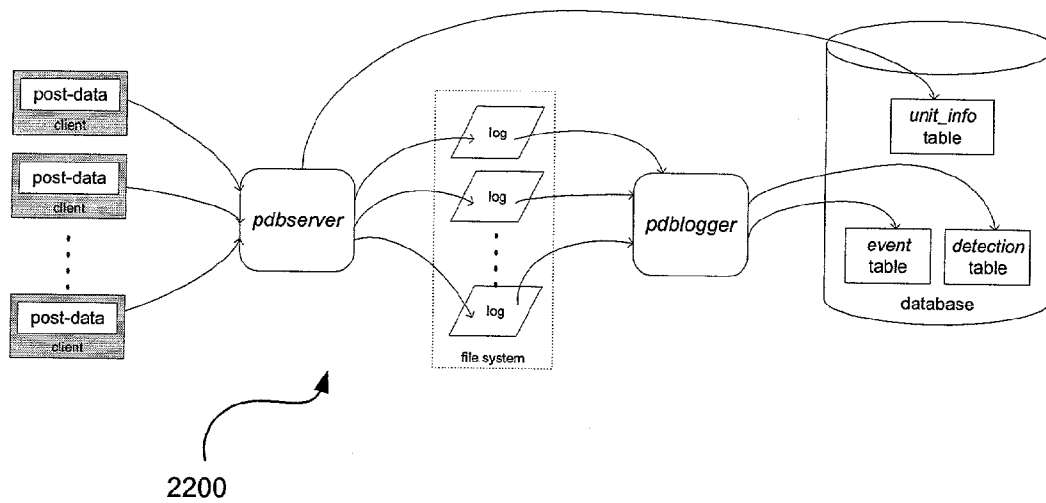 post-data
client
post-data
client
post-data
client
pdbserver
log
log
log
file system
pdblogger
unit_info
table
event
table
detection
table
database
2200